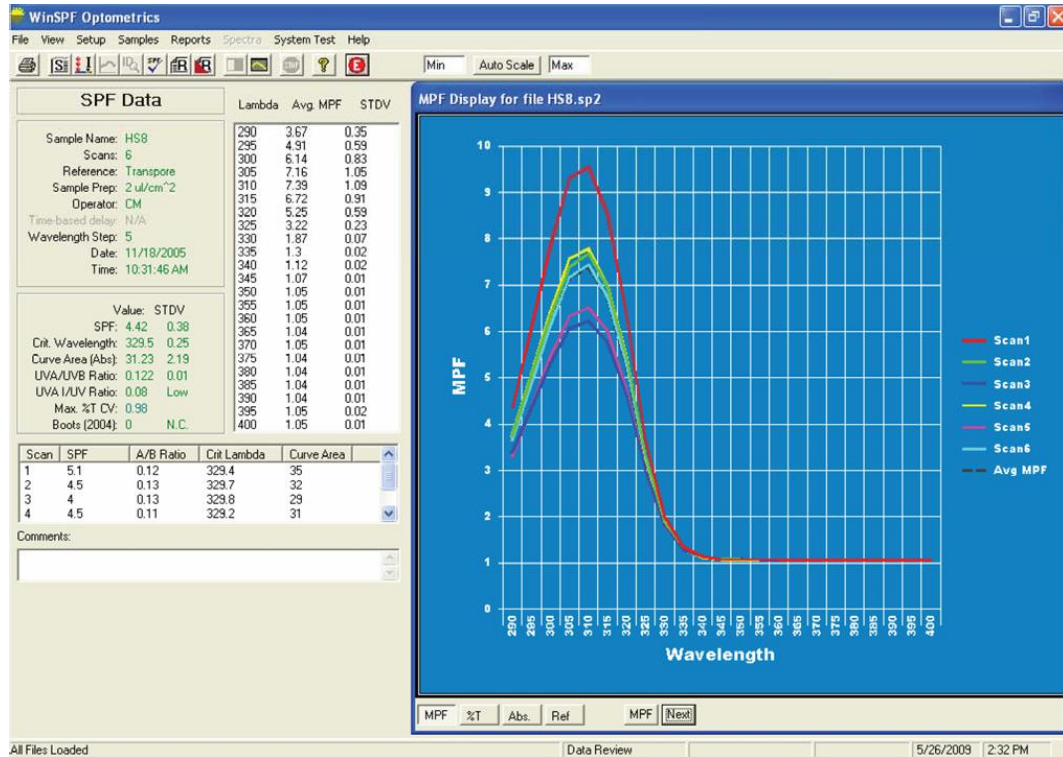 WinSPF Optometrics
File View Setup Samples Reports Spectra System Test Help
Min Auto Scale Max
SPF Data
Sample Name: HS8
Scans: 6
Reference: Transpore
Sample Prep: 2 ul/cm^2
Operator: CM
Time-based delay: N/A
Wavelength Step: 5
Date: 11/18/2005
Time: 10:31:46 AM
Value: STDV
SPF: 4.42 0.38
Crit. Wavelength: 329.5 0.25
Curve Area (Abs): 31.23 2.19
UVA/UVB Ratio: 0.122 0.01
UVA I/UV Ratio: 0.08 Low
Max. %T CV: 0.98
Boots (2004): 0 N.C.
Lambda Avg. MPF STDV
290 3.67 0.35
295 4.91 0.59
300 6.14 0.83
305 7.16 1.05
310 7.39 1.09
315 6.72 0.91
320 5.25 0.59
325 3.22 0.23
330 1.87 0.07
335 1.3 0.02
340 1.12 0.02
345 1.07 0.01
350 1.05 0.01
355 1.05 0.01
360 1.05 0.01
365 1.04 0.01
370 1.05 0.01
375 1.04 0.01
380 1.04 0.01
385 1.04 0.01
390 1.04 0.01
395 1.05 0.02
400 1.05 0.01
Scan SPF A/B Ratio Crit Lambda Curve Area
1 5.1 0.12 329.4 35
2 4.5 0.13 329.7 32
3 4 0.13 329.8 29
4 4.5 0.11 329.2 31
Comments:
MPF Display for file HS8.sp2
10
9
8
7
6
5
4
3
2
1
0
MPF
290 295 300 305 310 315 320 325 330 335 340 345 350 355 360 365 370 375 380 385 390 395 400
Wavelength
Scan1
Scan2
Scan3
Scan4
Scan5
Scan6
Avg MPF
MPF %T Abs. Ref MPF Next
All Files Loaded Data Review 5/26/2009 2:32 PM